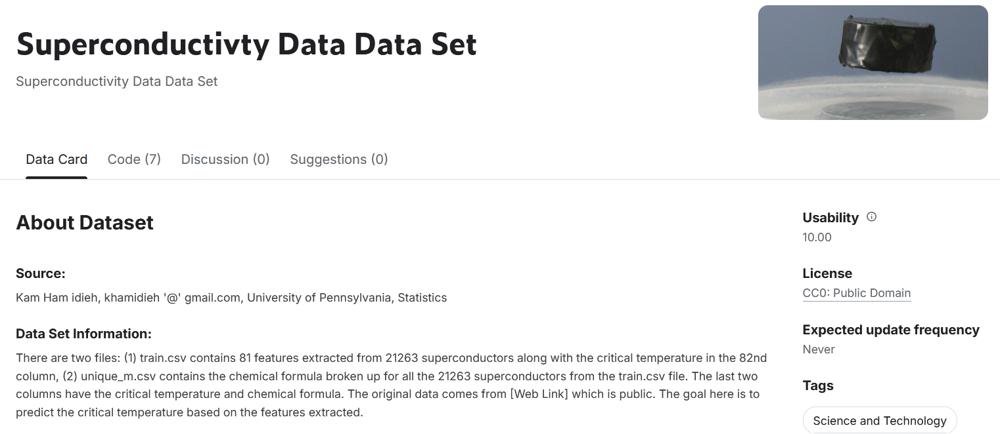 Superconductivty Data Data Set
Superconductivity Data Data Set
Data Card
Code (7)
Discussion (0)
Suggestions (0)
About Dataset
Source:
Kam Ham idieh, khamidieh '@' gmail.com, University of Pennsylvania, Statistics
Data Set Information:
There are two files: (1) train.csv contains 81 features extracted from 21263 superconductors along with the critical temperature in the 82nd
column, (2) unique_m.csv contains the chemical formula broken up for all the 21263 superconductors from the train.csv file. The last two
columns have the critical temperature and chemical formula. The original data comes from [Web Link] which is public. The goal here is to
predict the critical temperature based on the features extracted.
Usability
10.00
License
CC0: Public Domain
Expected update frequency
Never
Tags
Science and Technology